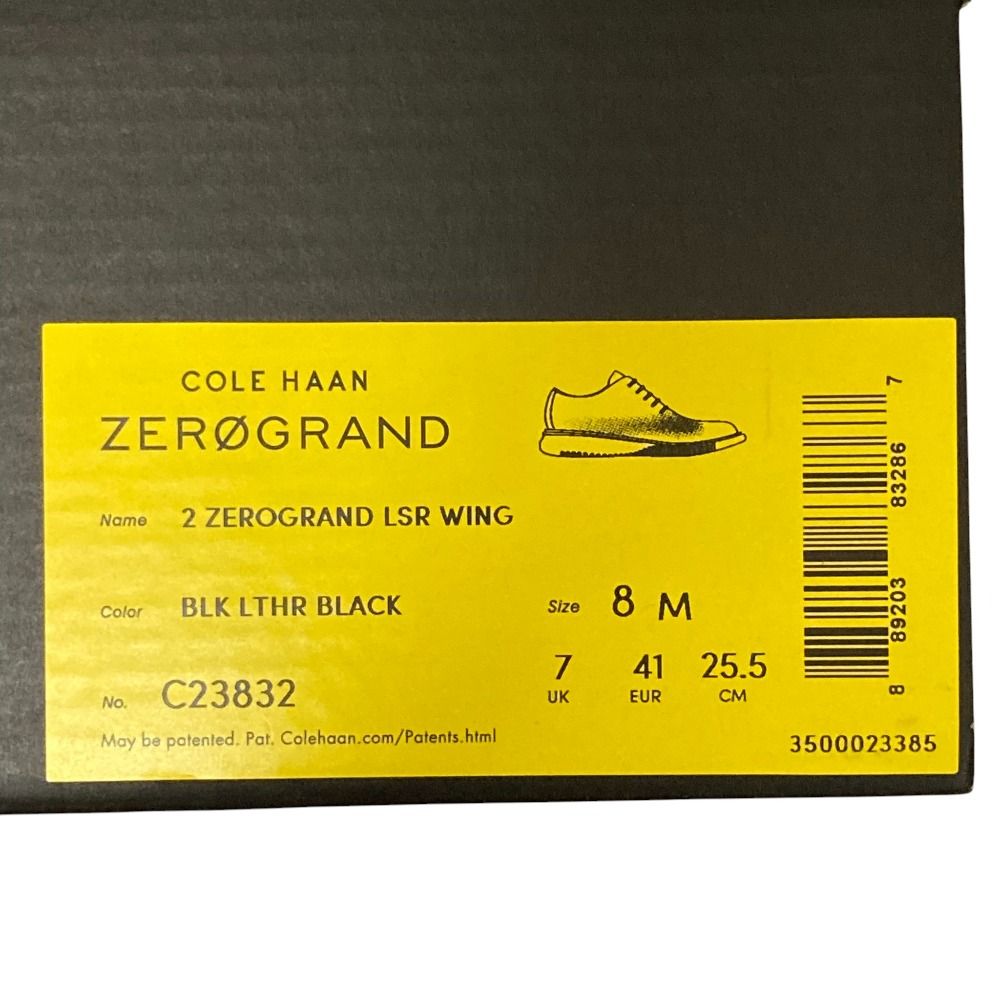 COLE HAAN
ZERØGRAND
Name 2 ZEROGRAND LSR WING
Color BLK LTHR BLACK
Size 8 M
7 41 25.5
UK EUR CM
No. C23832
May be patented. Pat. Colehaan.com/Patents.html
8 89203 83286 7
3500023385